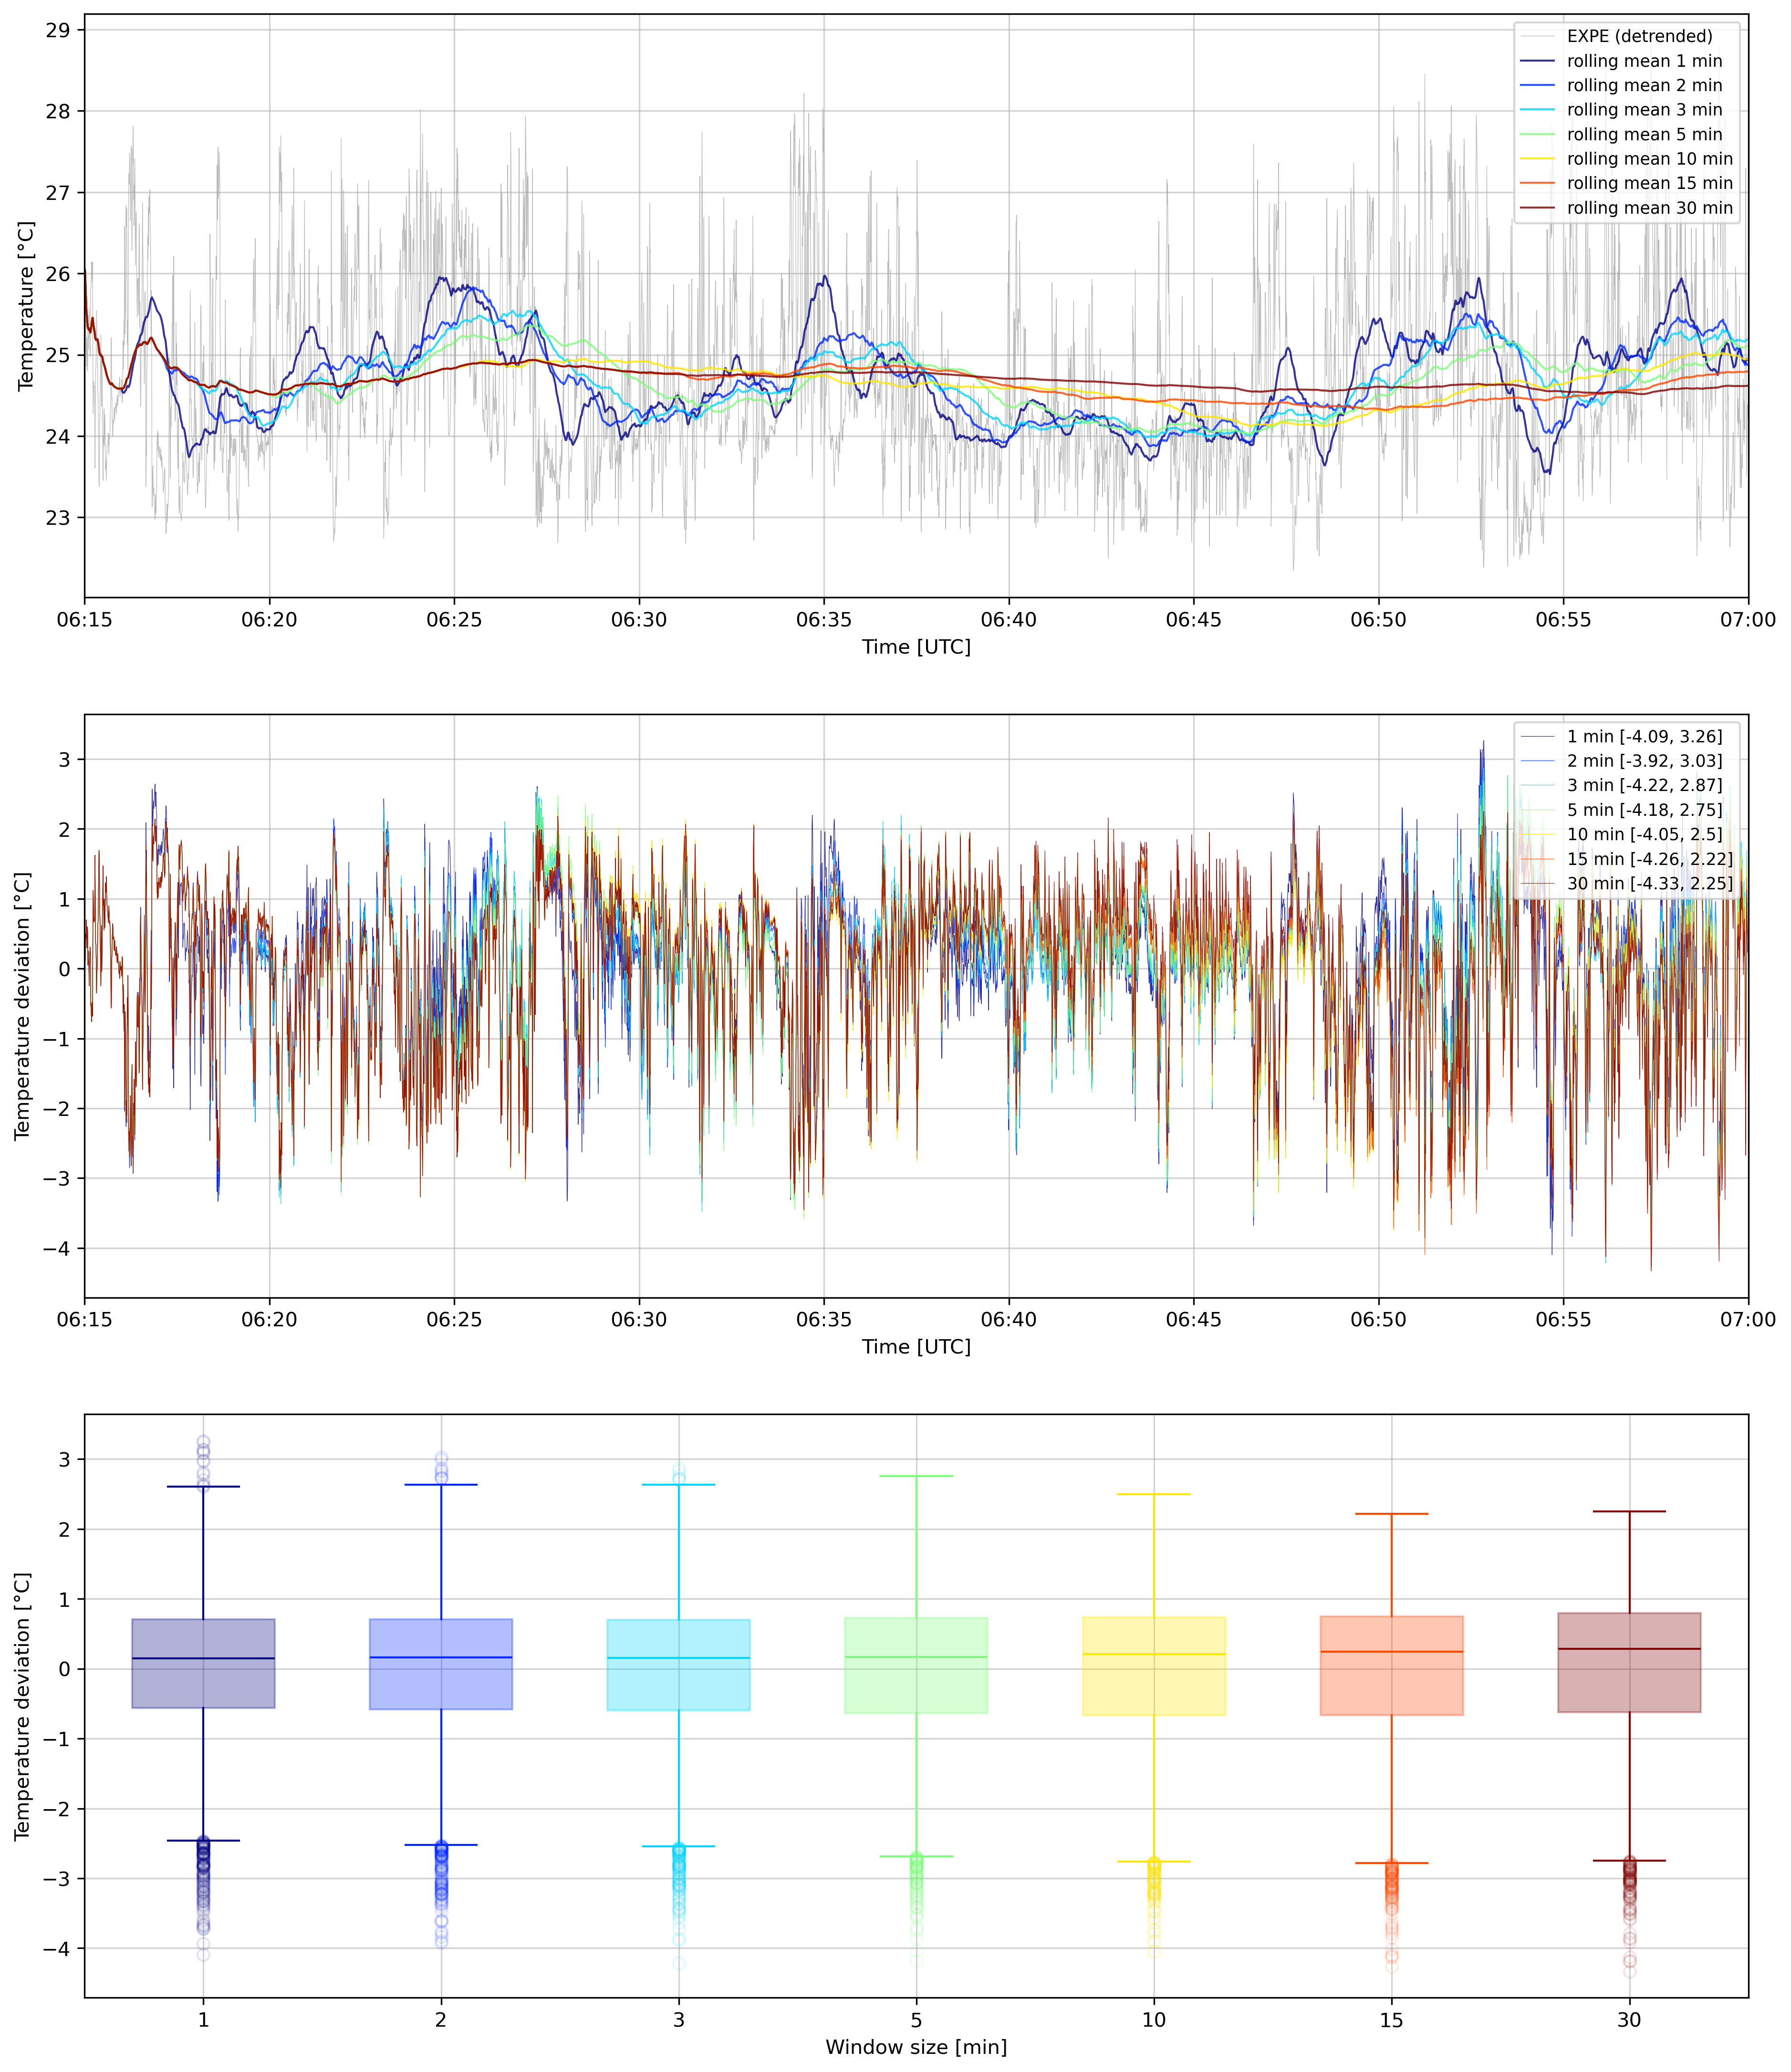 29
28
27
26
25
24
23
Temperature [°C]
EXPE (detrended)
rolling mean 1 min
rolling mean 2 min
rolling mean 3 min
rolling mean 5 min
rolling mean 10 min
rolling mean 15 min
rolling mean 30 min
06:15 06:20 06:25 06:30 06:35 06:40 06:45 06:50 06:55 07:00
Time [UTC]
3
2
1
0
−1
−2
−3
−4
Temperature deviation [°C]
1 min [-4.09, 3.26]
2 min [-3.92, 3.03]
3 min [-4.22, 2.87]
5 min [-4.18, 2.75]
10 min [-4.05, 2.5]
15 min [-4.26, 2.22]
30 min [-4.33, 2.25]
06:15 06:20 06:25 06:30 06:35 06:40 06:45 06:50 06:55 07:00
Time [UTC]
3
2
1
0
−1
−2
−3
−4
Temperature deviation [°C]
1 2 3 5 10 15 30
Window size [min]